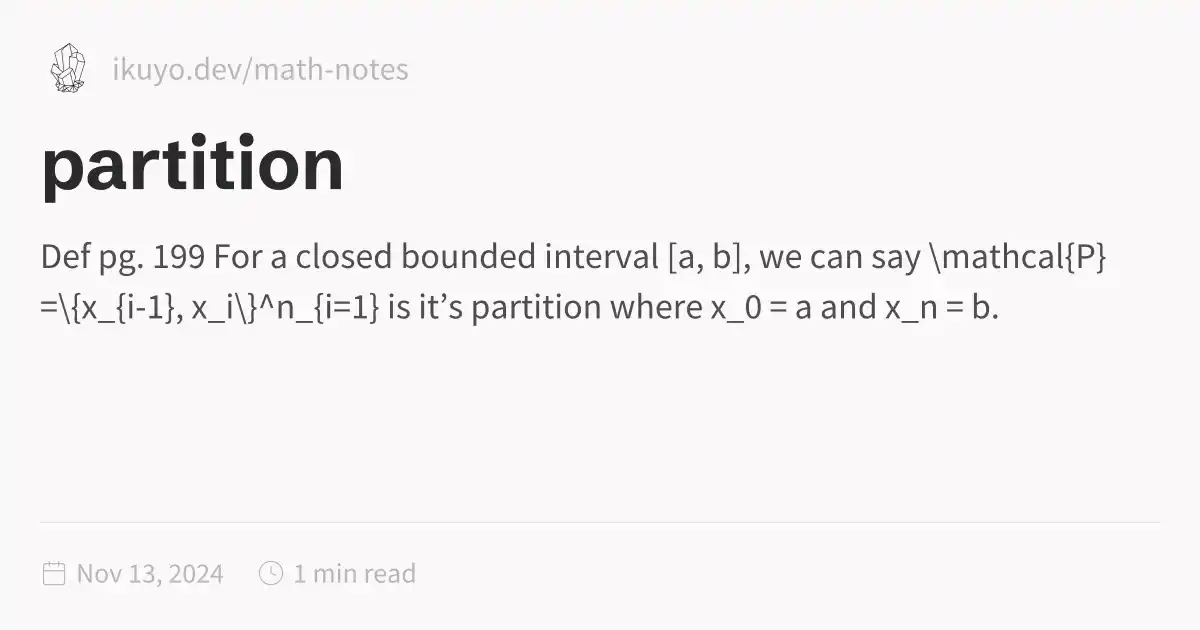 ikuyo.dev/math-notes
partition
Def pg. 199 For a closed bounded interval [a, b], we can say \mathcal{P}
=\{x_{i-1}, x_i\}^n_{i=1} is it’s partition where x_0 = a and x_n = b.
Nov 13, 2024 1 min read